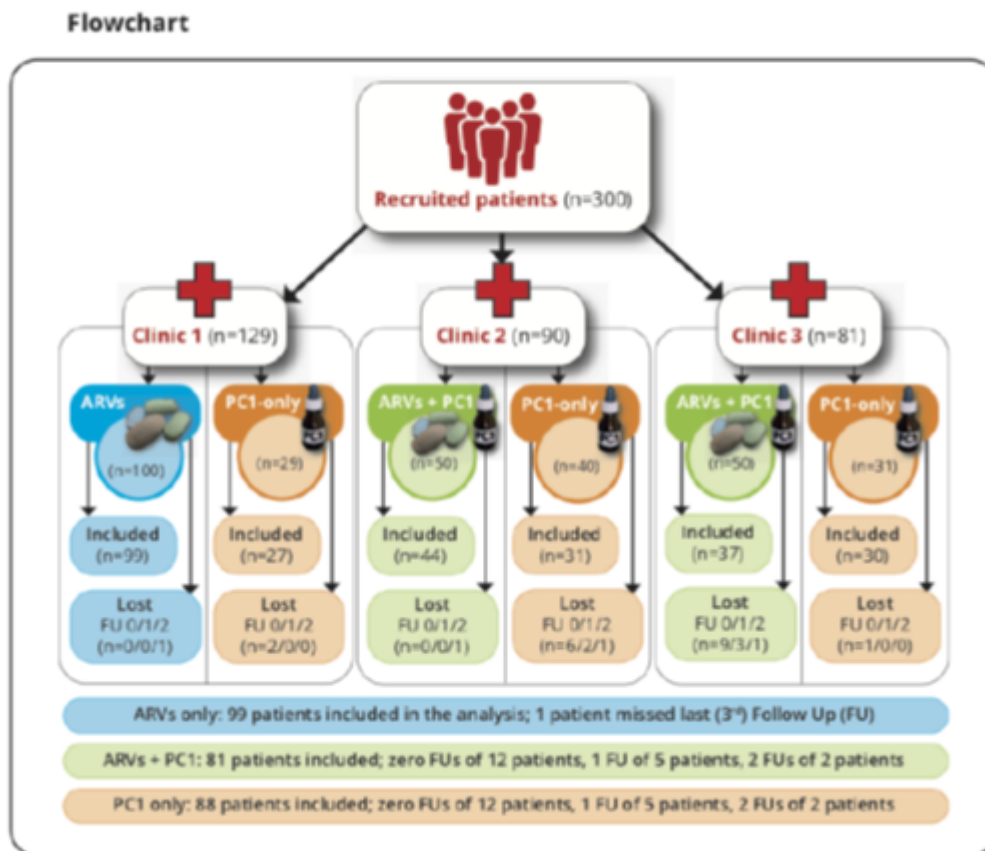 Flowchart
Recruited patients (n=300)
Clinic 1 (n=129)
Clinic 2 (n=90)
Clinic 3 (n=81)
ARVs
PC1-only
ARVs + PC1
PC1-only
ARVs + PC1
PC1-only
PC1
PC1
PC1
PC1
PC1
(n=100)
(n=29)
(n=50)
(n=40)
(n=50)
(n=31)
Included
(n=99)
Included
(n=27)
Included
(n=44)
Included
(n=31)
Included
(n=37)
Included
(n=30)
Lost
FU 0/1/2
(n=0/0/1)
Lost
FU 0/1/2
(n=2/0/0)
Lost
FU 0/1/2
(n=0/0/1)
Lost
FU 0/1/2
(n=6/2/1)
Lost
FU 0/1/2
(n=9/3/1)
Lost
FU 0/1/2
(n=1/0/0)
ARVs only: 99 patients included in the analysis; 1 patient missed last (3rd) Follow Up (FU)
ARVs + PC1: 81 patients included; zero FUs of 12 patients, 1 FU of 5 patients, 2 FUs of 2 patients
PC1 only: 88 patients included; zero FUs of 12 patients, 1 FU of 5 patients, 2 FUs of 2 patients